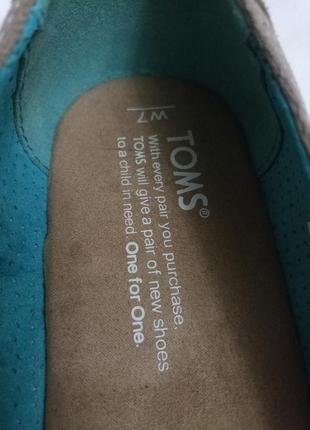 W7
TOMS®
With every pair you purchase,
TOMS will give a pair of new shoes
to a child in need. One for One.